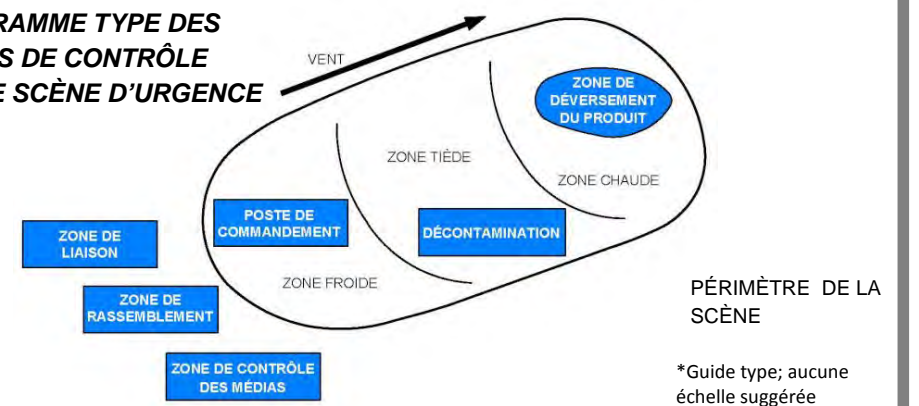 RAMME TYPE DES
S DE CONTRÔLE
E SCÈNE D'URGENCE
VENT
ZONE DE
DÉVERSEMENT
DU PRODUIT
ZONE TIÈDE
ZONE CHAUDE
POSTE DE
COMMANDEMENT
DÉCONTAMINATION
ZONE DE
LIAISON
ZONE FROIDE
ZONE DE
RASSEMBLEMENT
PÉRIMÈTRE DE LA
SCÈNE
ZONE DE CONTRÔLE
DES MÉDIAS
*Guide type; aucune
échelle suggérée